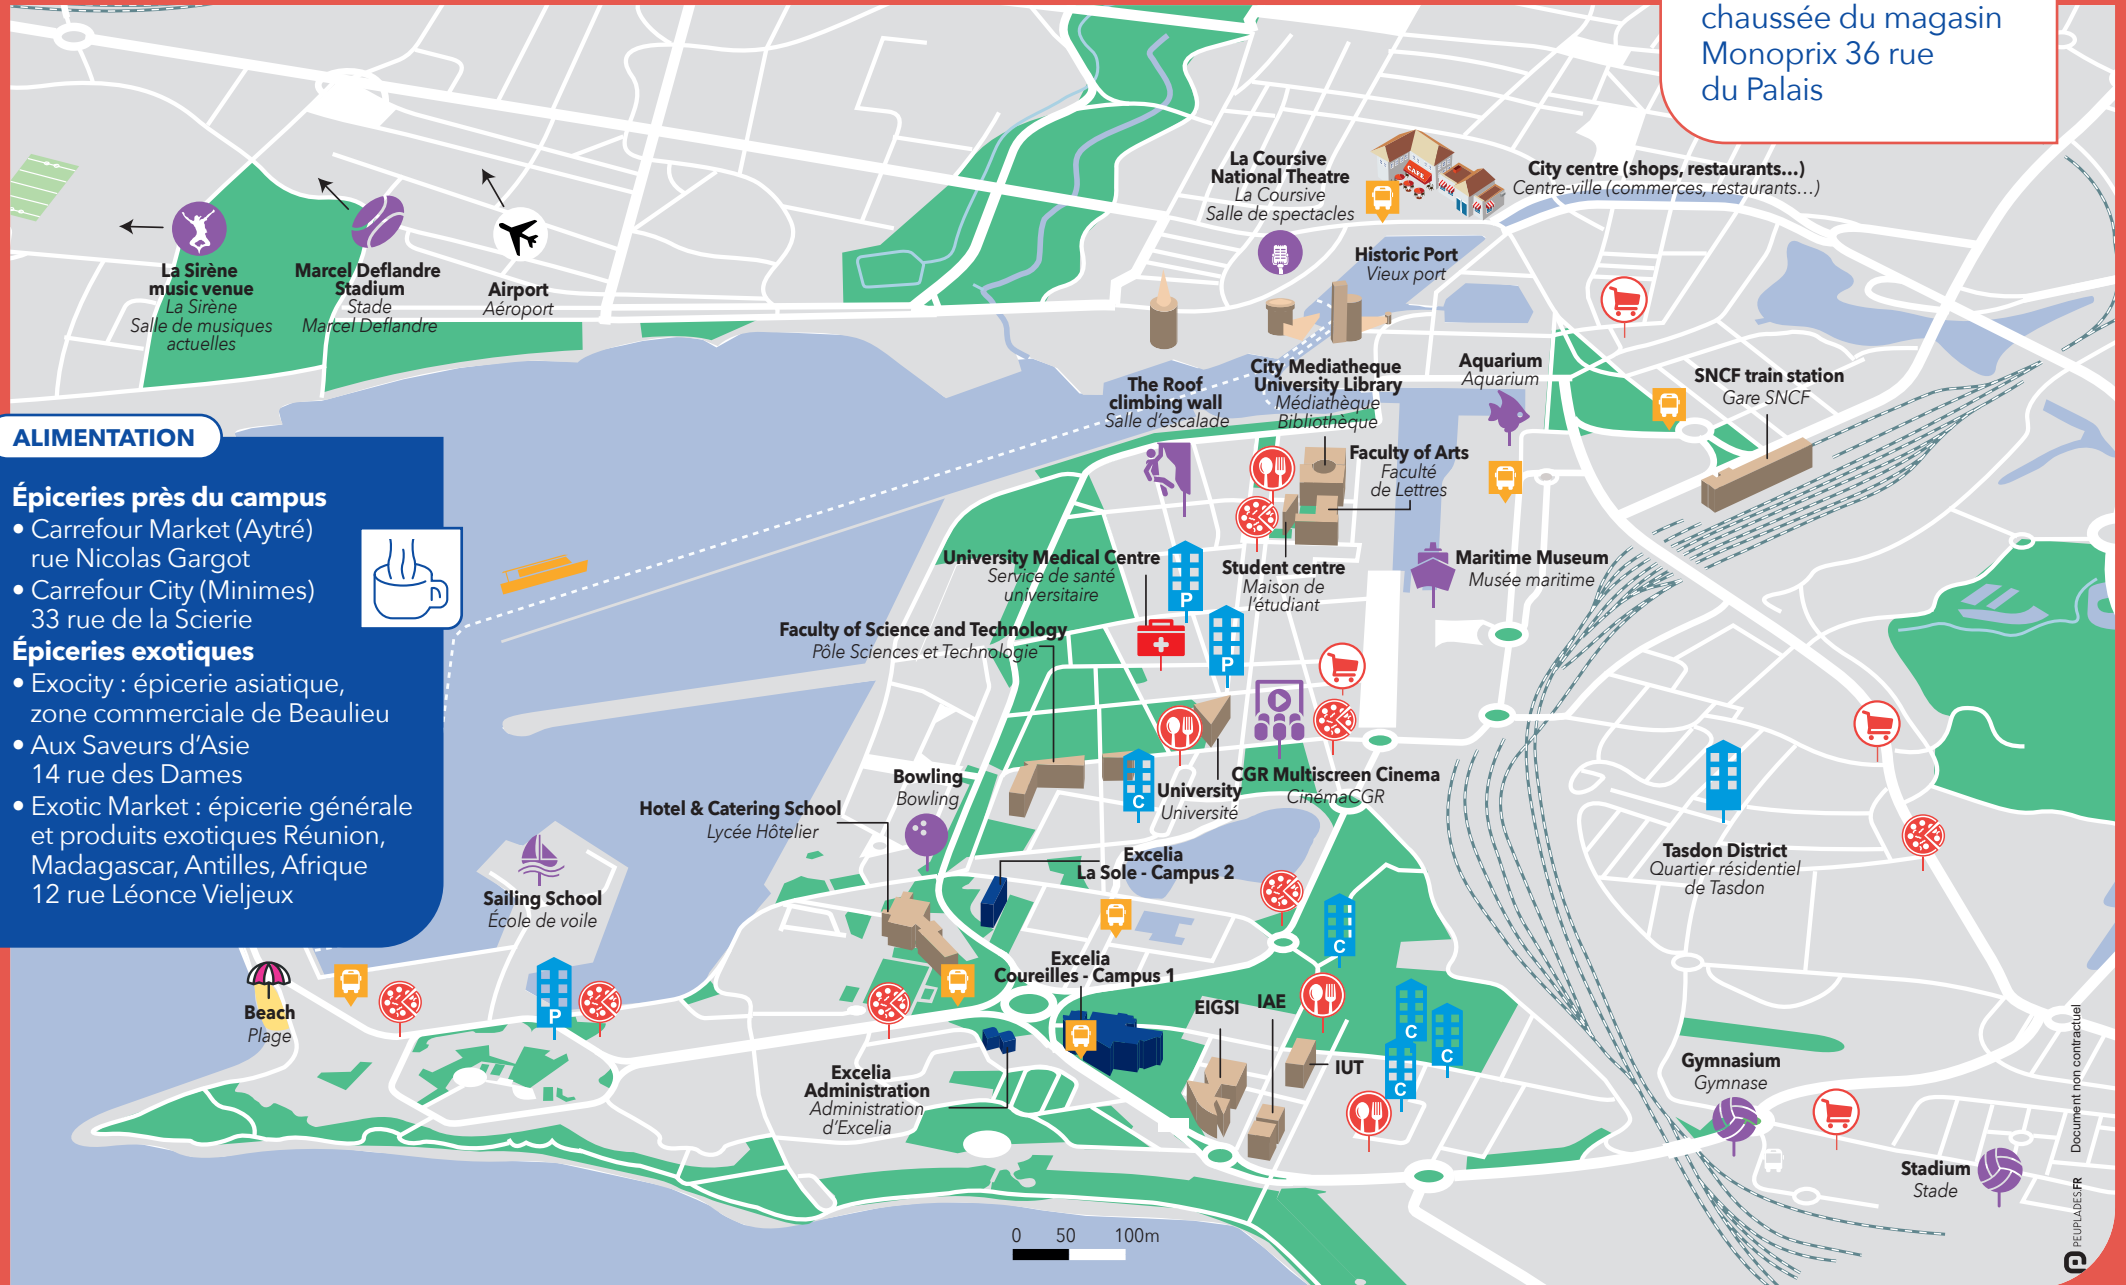 chaussée du magasin
Monoprix 36 rue
du Palais
La Coursive
National Theatre
La Coursive
Salle de spectacles
CAFE
City centre (shops, restaurants...)
Centre-ville (commerces, restaurants...)
Historic Port
Vieux port
La Sirène
music venue
La Sirène
Salle de musiques
actuelles
Marcel Deflandre
Stadium
Stade
Marcel Deflandre
Airport
Aéroport
City Mediatheque
University Library
Médiathèque
Bibliothèque
Aquarium
Aquarium
SNCF train station
Gare SNCF
The Roof
climbing wall
Salle d'escalade
Faculty of Arts
Faculté
de Lettres
ALIMENTATION
Épiceries près du campus
• Carrefour Market (Aytré)
rue Nicolas Gargot
• Carrefour City (Minimes)
33 rue de la Scierie
Épiceries exotiques
• Exocity : épicerie asiatique,
zone commerciale de Beaulieu
• Aux Saveurs d'Asie
14 rue des Dames
• Exotic Market : épicerie générale
et produits exotiques Réunion,
Madagascar, Antilles, Afrique
12 rue Léonce Vieljeux
University Medical Centre
Service de santé
universitaire
P
Student centre
Maison de
l'étudiant
Maritime Museum
Musée maritime
Faculty of Science and Technology
Pôle Sciences et Technologie
P
Bowling
Bowling
C
University
Université
CGR Multiscreen Cinema
CinémaCGR
Hotel & Catering School
Lycée Hôtelier
Excelia
La Sole - Campus 2
Tasdon District
Quartier résidentiel
de Tasdon
Sailing School
École de voile
C
Excelia
Coureilles - Campus 1
Beach
Plage
P
EIGSI
IAE
C
C
C
IUT
Excelia
Administration
Administration
d'Excelia
Gymnasium
Gymnase
Stadium
Stade
0 50 100m
PEUPLADES.FR Document non contractuel